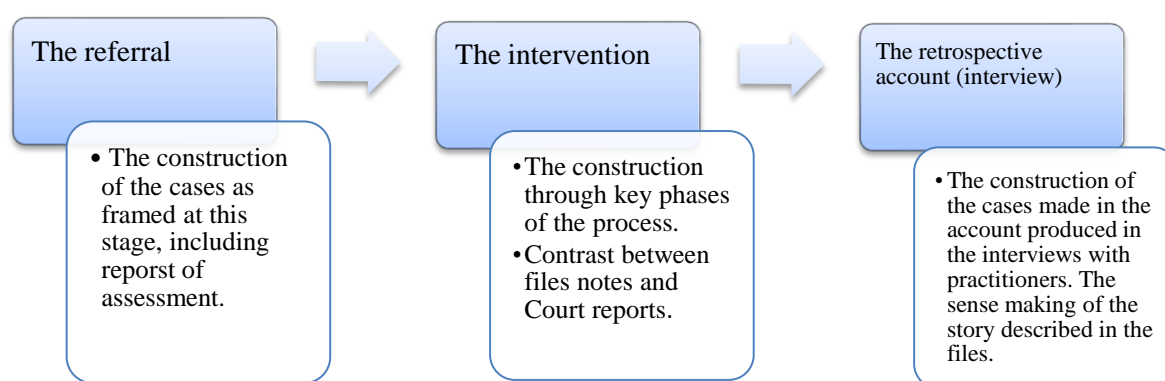 The referral
• The construction
of the cases as
framed at this
stage, including
reporst of
assessment.
The intervention
•The construction
through key phases
of the process.
•Contrast between
files notes and
Court reports.
The retrospective
account (interview)
•The construction of
the cases made in the
account produced in
the interviews with
practitioners. The
sense making of the
story described in the
files.